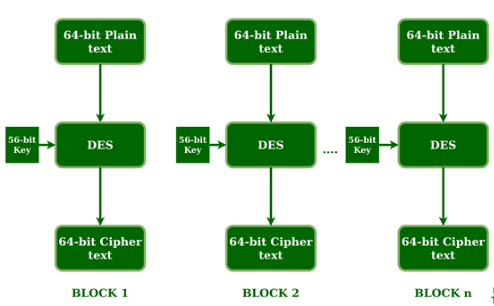 64-bit Plain
text
64-bit Plain
text
64-bit Plain
text
56-bit
Key
DES
56-bit
Key
DES
....
56-bit
Key
DES
64-bit Cipher
text
64-bit Cipher
text
64-bit Cipher
text
BLOCK 1
BLOCK 2
BLOCK n